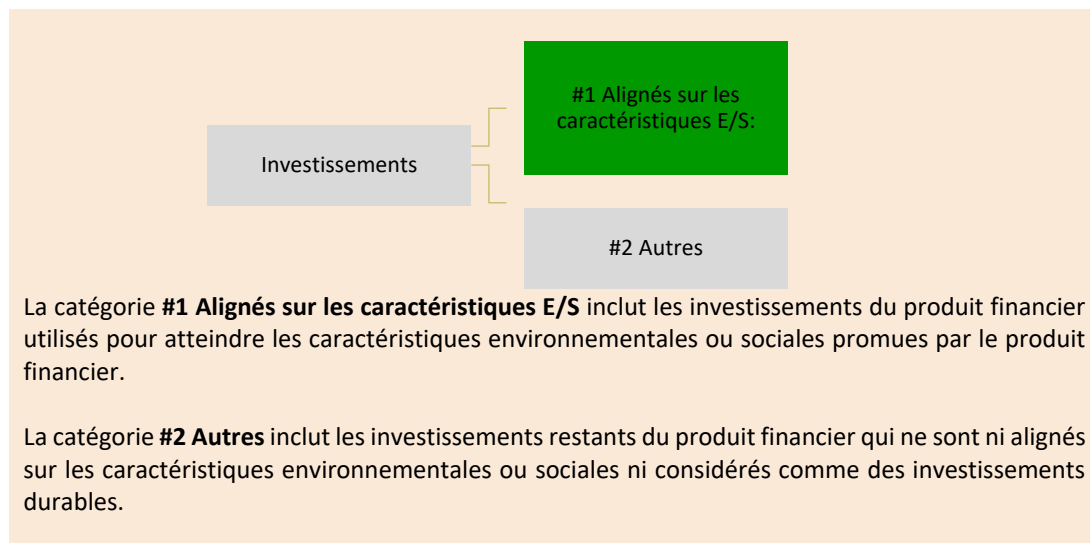 #1 Alignés sur les
caractéristiques E/S:
Investissements
#2 Autres
La catégorie #1 Alignés sur les caractéristiques E/S inclut les investissements du produit financier
utilisés pour atteindre les caractéristiques environnementales ou sociales promues par le produit
financier.
La catégorie #2 Autres inclut les investissements restants du produit financier qui ne sont ni alignés
sur les caractéristiques environnementales ou sociales ni considérés comme des investissements
durables.